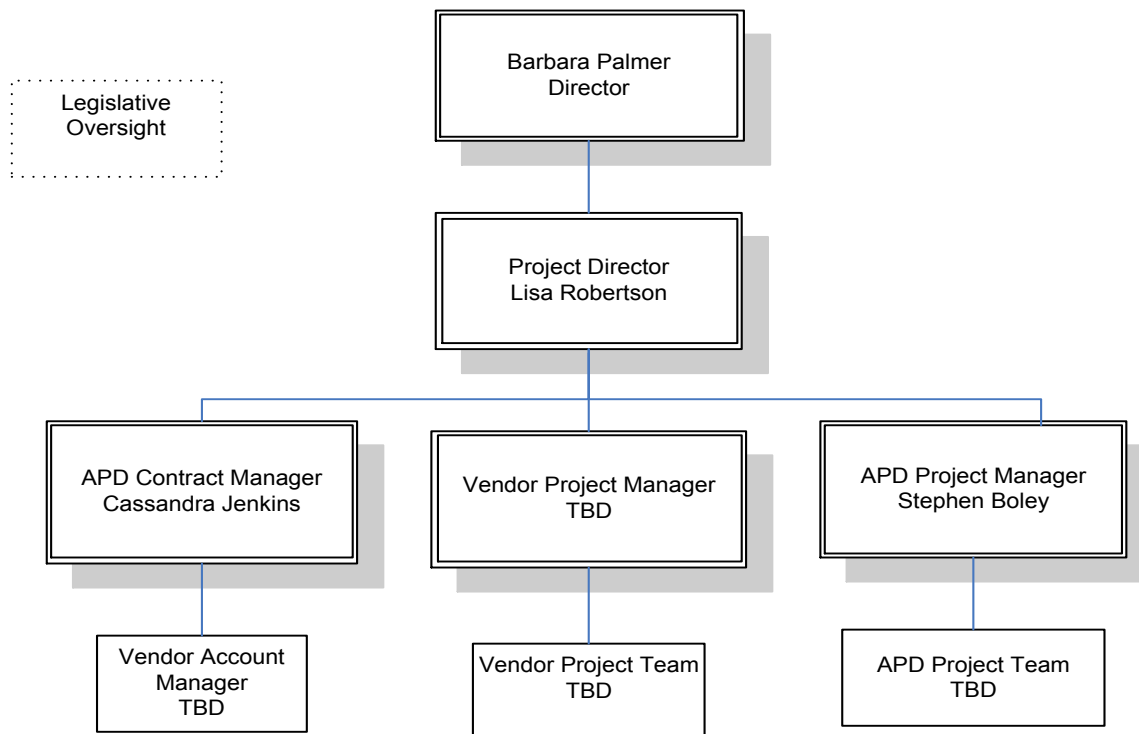 Barbara Palmer
Director
Legislative
Oversight
Project Director
Lisa Robertson
APD Contract Manager
Cassandra Jenkins
Vendor Project Manager
TBD
APD Project Manager
Stephen Boley
Vendor Account
Manager
TBD
Vendor Project Team
TBD
APD Project Team
TBD